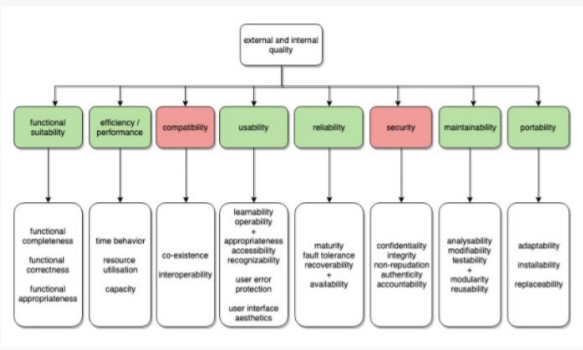 external and internal
quality
functional
suitability
efficiency /
performance
compatibility
usability
reliability
security
maintainability
portability
functional
completeness
functional
correctness
functional
appropriateness
time behavior
resource
utilisation
capacity
co-existence
interoperability
learnability
operability
+
appropriateness
accessibility
recognizability
user error
protection
user interface
aesthetics
maturity
fault tolerance
recoverability
+
availability
confidentiality
integrity
non-repudation
authenticity
accountability
analysability
modifiability
testability
+
modularity
reusability
adaptability
installability
replaceability